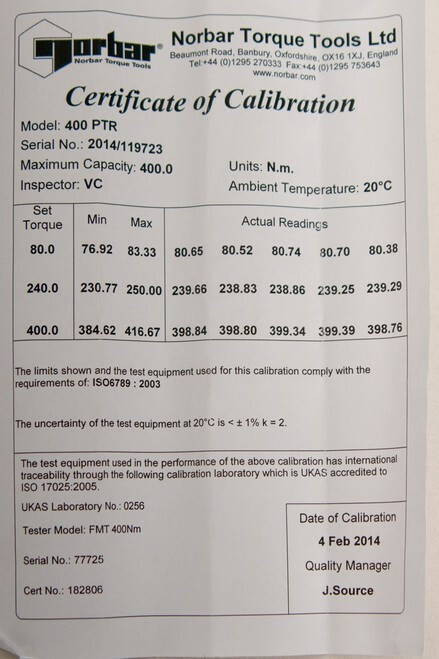 norbar®
Norbar Torque Tools
Norbar Torque Tools Ltd
Beaumont Road, Banbury, Oxfordshire, OX16 1XJ, England
Tel +44 (0)1295 270333 Fax +44 (0)1295 753643
www.norbar.com
Certificate of Calibration
Model: 400 PTR
Serial No.: 2014/119723
Maximum Capacity: 400.0 Units: N.m.
Inspector: VC Ambient Temperature: 20°C
Set Torque Min Max Actual Readings
80.0 76.92 83.33 80.65 80.52 80.74 80.70 80.38
240.0 230.77 250.00 239.66 238.83 238.86 239.25 239.29
400.0 384.62 416.67 398.84 398.80 399.34 399.39 398.76
The limits shown and the test equipment used for this calibration comply with the
requirements of: ISO6789 : 2003
The uncertainty of the test equipment at 20°C is < ± 1% k = 2.
The test equipment used in the performance of the above calibration has international
traceability through the following calibration laboratory which is UKAS accredited to
ISO 17025:2005.
UKAS Laboratory No.: 0256
Tester Model: FMT 400Nm
Serial No.: 77725
Cert No.: 182806
Date of Calibration
4 Feb 2014
Quality Manager
J.Source